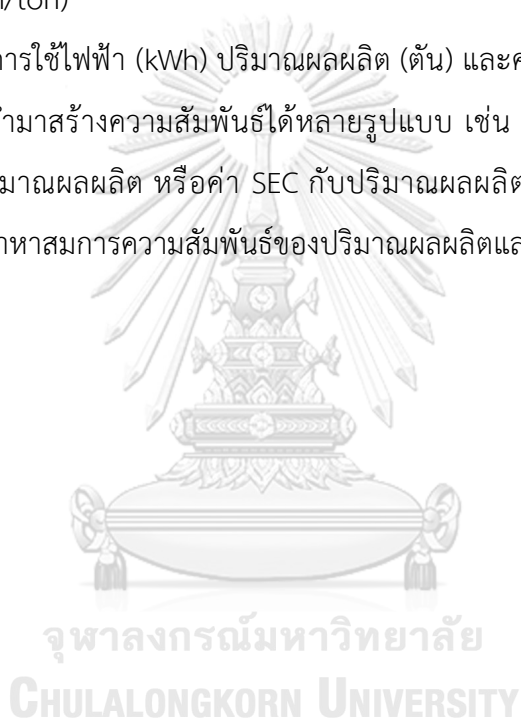 /ton)
การใช้ไฟฟ้า (kWh) ปริมาณผลผลิต (ตัน) และค
ำมาสร้างความสัมพันธ์ได้หลายรูปแบบ เช่น
มาณผลผลิต หรือค่า SEC กับปริมาณผลผลิต
าหาสมการความสัมพันธ์ของปริมาณผลผลิตแล
จุฬาลงกรณ์มหาวิทยาลัย
CHULALONGKORN UNIVERSITY